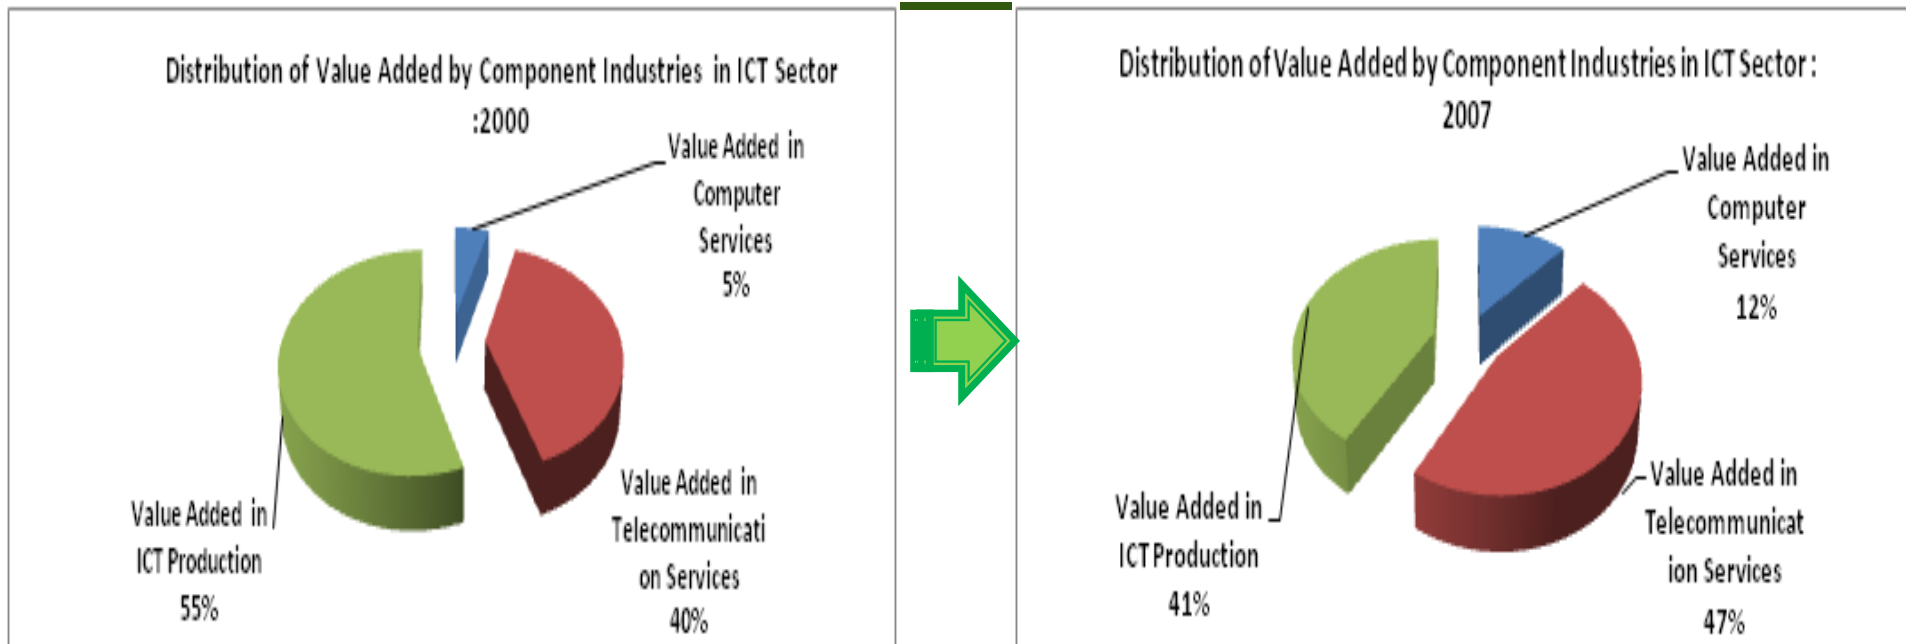 Distribution of Value Added by Component Industries in ICT Sector
:2000
Value Added in
Computer
Services
5%
Value Added in
Telecommunicati
on Services
40%
Value Added in
ICT Production
55%
Distribution of Value Added by Component Industries in ICT Sector :
2007
Value Added in
Computer
Services
12%
Value Added in
Telecommunicat
ion Services
47%
Value Added in
ICT Production
41%